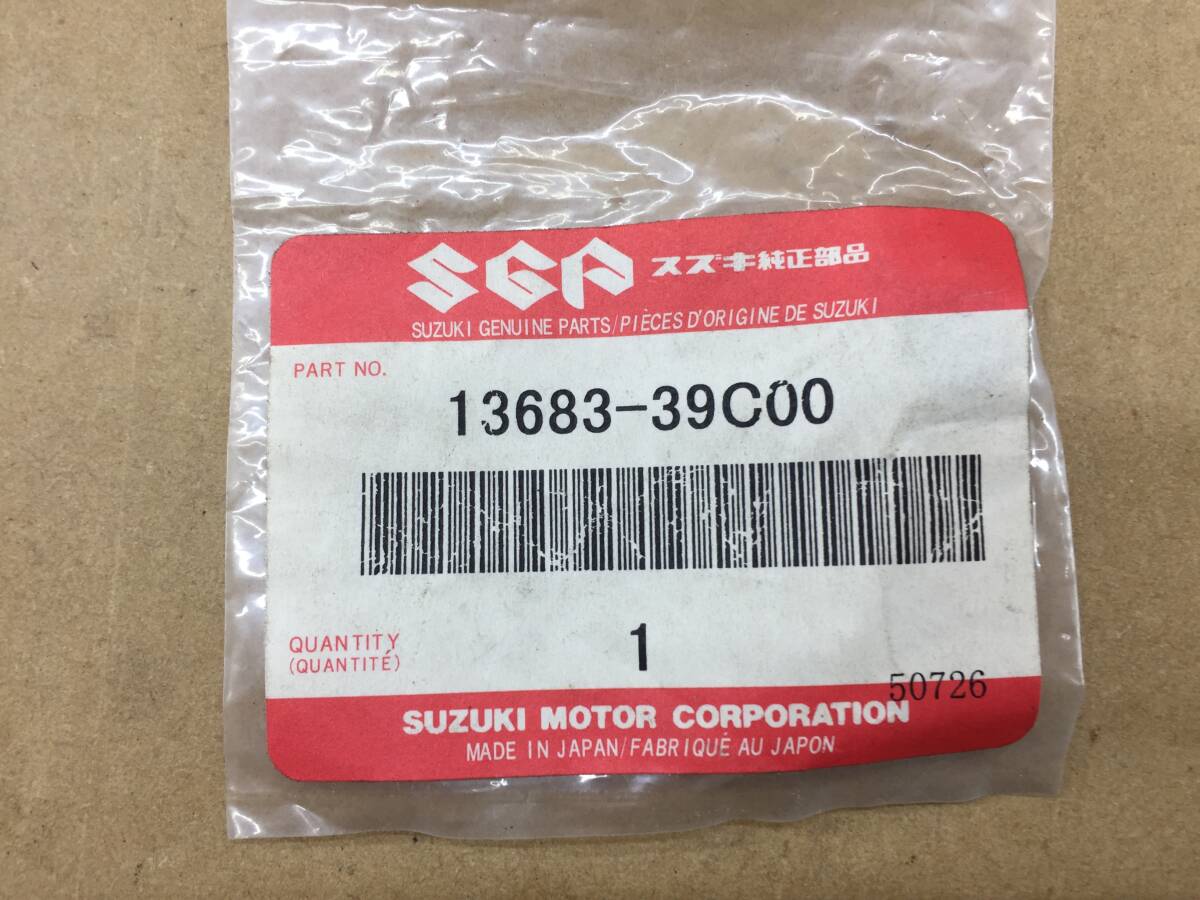 SGP スズキ純正部品
SUZUKI GENUINE PARTS/PIÈCES D'ORIGINE DE SUZUKI
PART NO.
13683-39C00
QUANTITY
(QUANTITÉ)
1
50726
SUZUKI MOTOR CORPORATION
MADE IN JAPAN/FABRIQUÉ AU JAPON